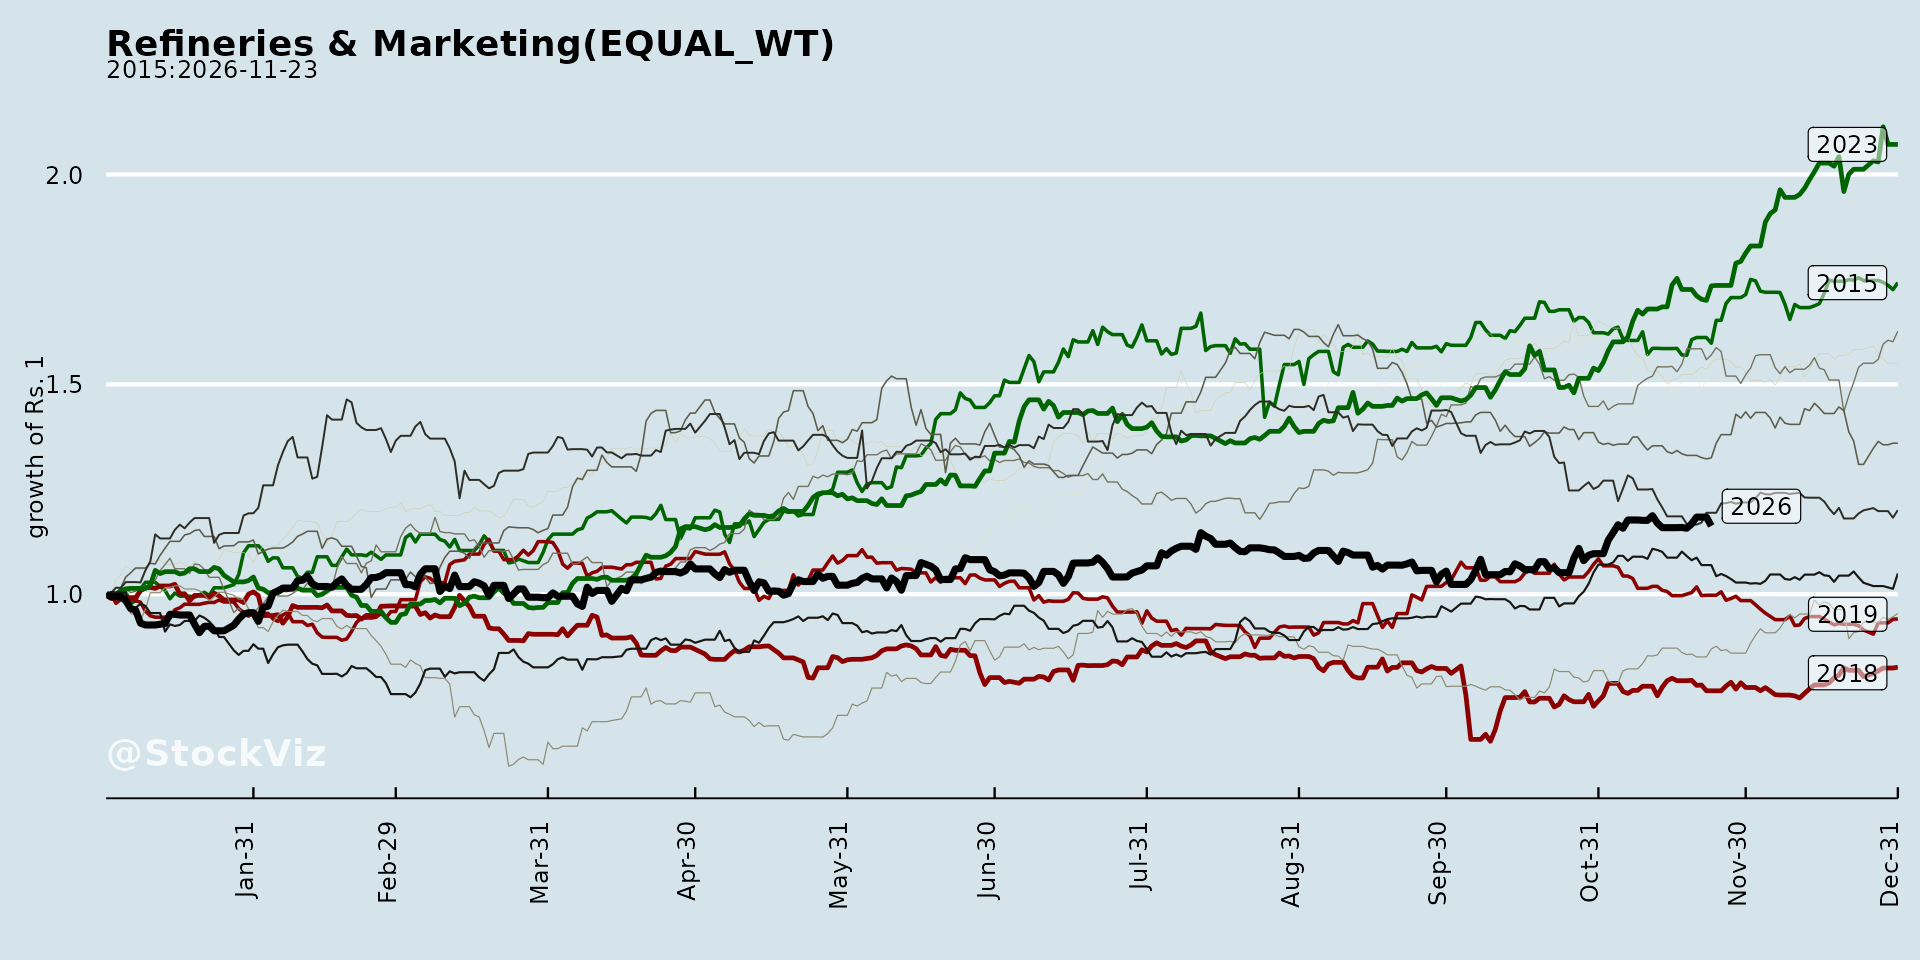 Refineries & Marketing(EQUAL_WT)
2015:2026-11-23
growth of Rs. 1
2.0
1.5
1.0
2023
2015
2026
2019
2018
@StockViz
Jan-31
Feb-29
Mar-31
Apr-30
May-31
Jun-30
Jul-31
Aug-31
Sep-30
Oct-31
Nov-30
Dec-31